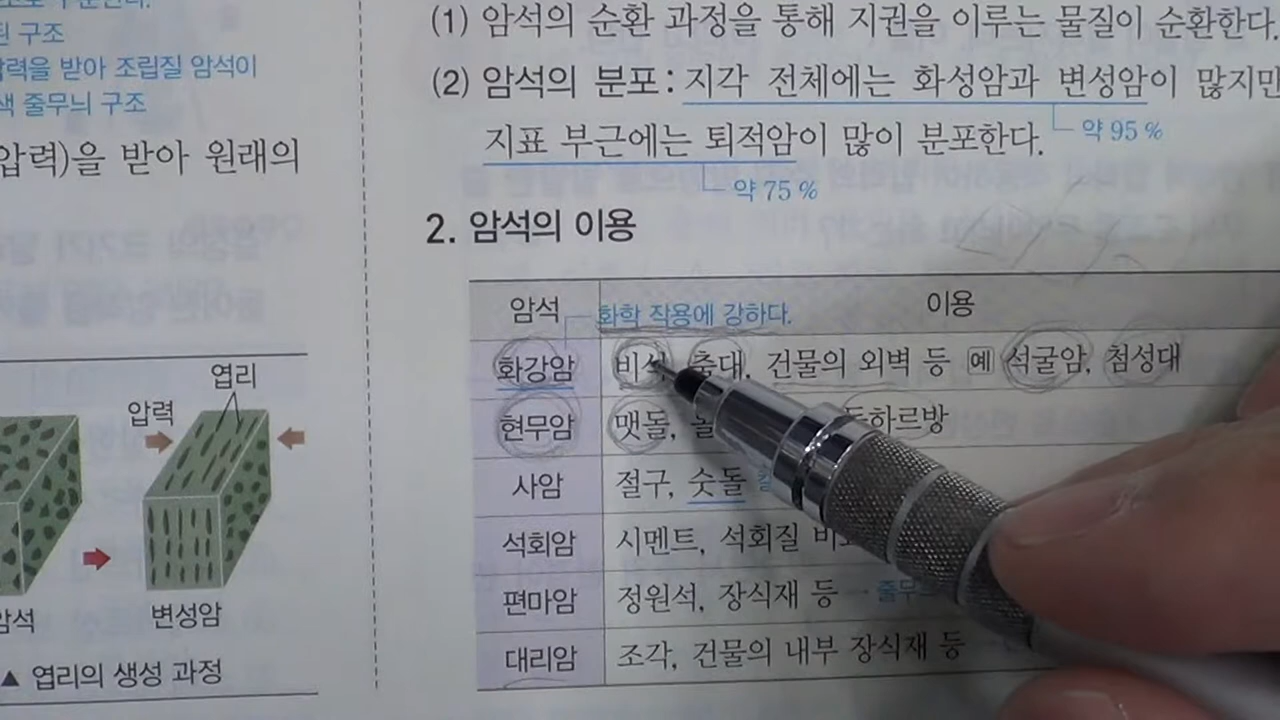 된 구조
압력을 받아 조립질 암석이
색 줄무늬 구조
압력)을 받아 원래의
엽리
압력
암석
변성암
▲ 엽리의 생성 과정
(1) 암석의 순환 과정을 통해 지권을 이루는 물질이 순환한다.
(2) 암석의 분포 : 지각 전체에는 화성암과 변성암이 많지만
약 95 %
지표 부근에는 퇴적암이 많이 분포한다.
약 75 %
2. 암석의 이용
암석 이용
화학 작용에 강하다.
화강암 비석, 축대, 건물의 외벽 등 예 석굴암, 첨성대
현무암 맷돌, 돌하르방
사암 절구, 숫돌
석회암 시멘트, 석회질 비료
편마암 정원석, 장식재 등
대리암 조각, 건물의 내부 장식재 등